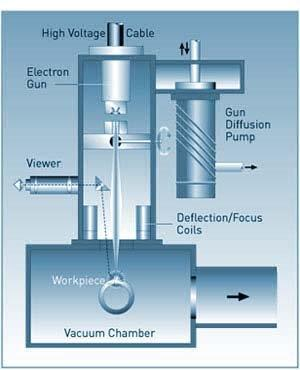 High Voltage Cable
Electron
Gun
Gun
Diffusion
Pump
Viewer
Deflection/Focus
Coils
Workpiece
Vacuum Chamber